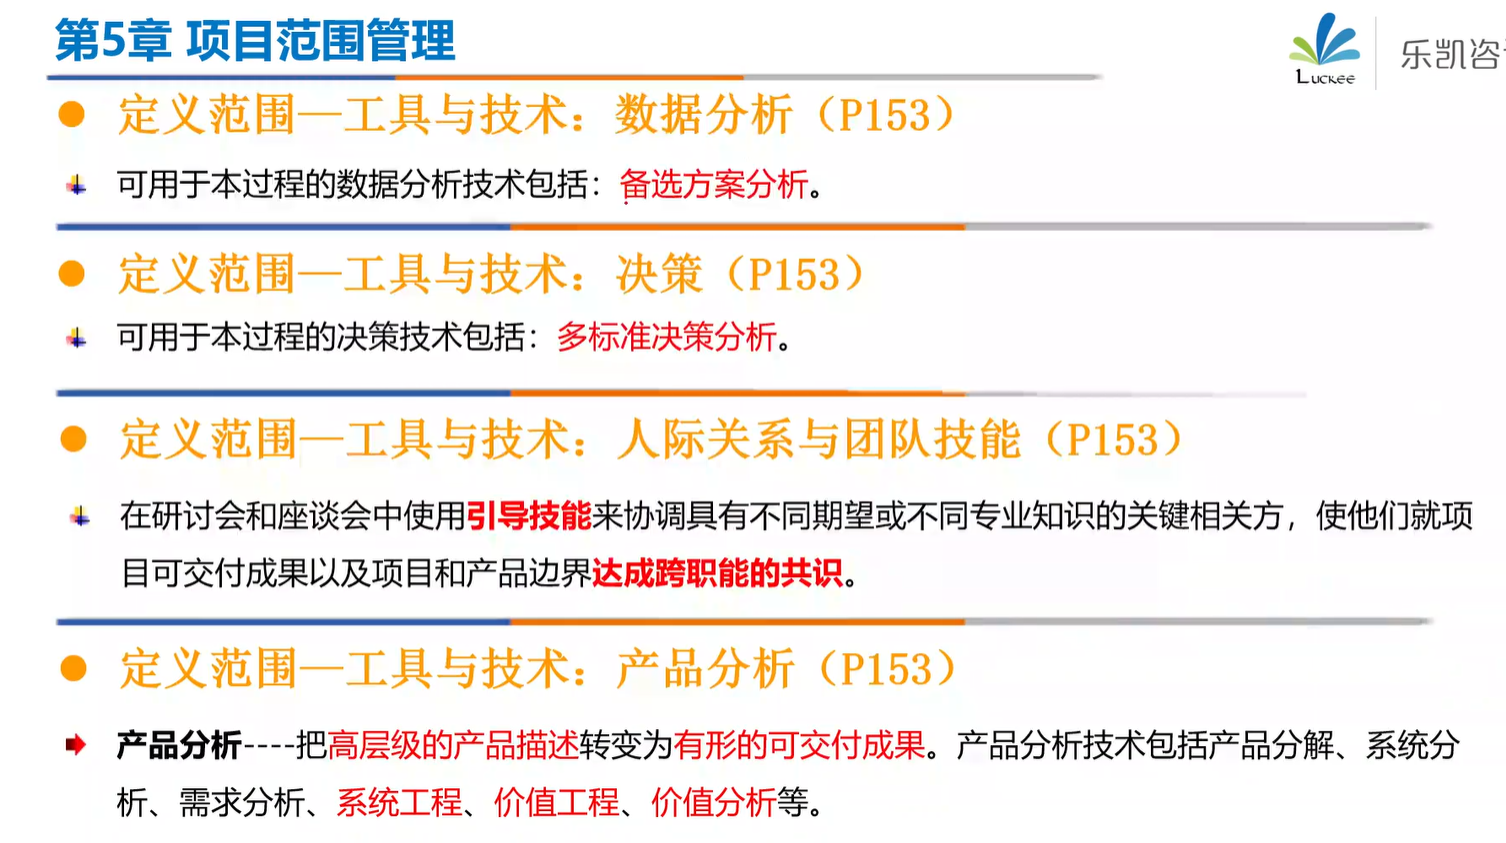 第5章 项目范围管理
LUCKEE
乐凯咨
定义范围—工具与技术：数据分析（P153）
可用于本过程的数据分析技术包括：备选方案分析。
定义范围—工具与技术：决策（P153）
可用于本过程的决策技术包括：多标准决策分析。
定义范围—工具与技术：人际关系与团队技能（P153）
在研讨会和座谈会中使用引导技能来协调具有不同期望或不同专业知识的关键相关方，使他们就项
目可交付成果以及项目和产品边界达成跨职能的共识。
定义范围—工具与技术：产品分析（P153）
产品分析----把高层级的产品描述转变为有形的可交付成果。产品分析技术包括产品分解、系统分
析、需求分析、系统工程、价值工程、价值分析等。